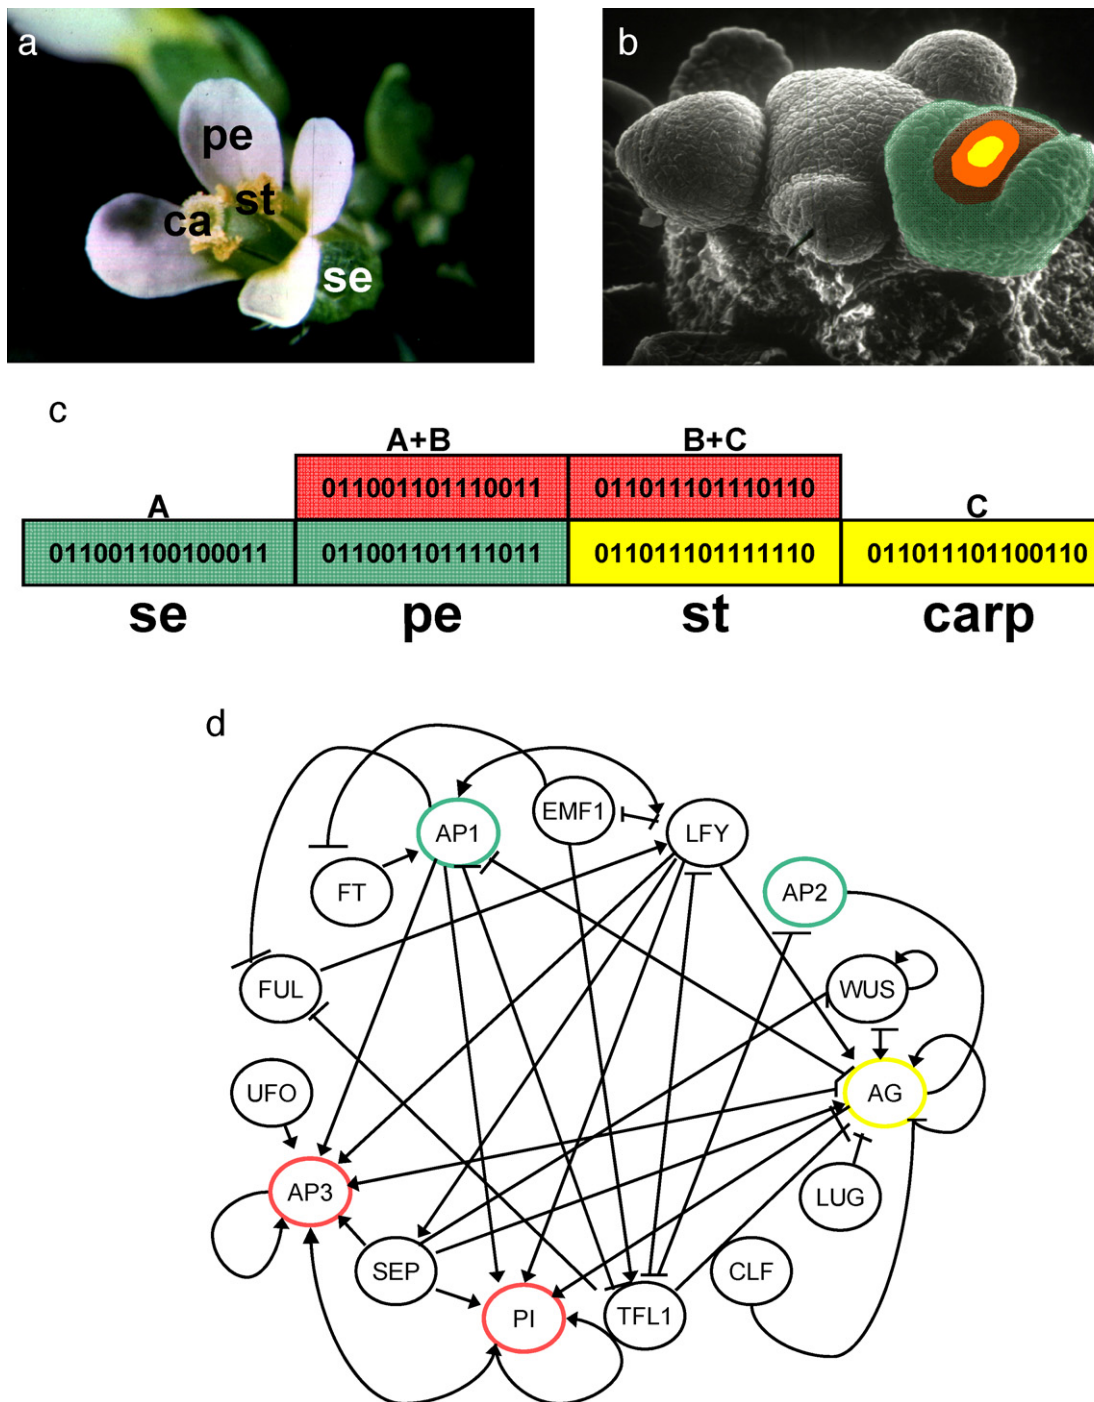 a
b
pe
st
ca
se
c
A+B
B+C
011001101110011
011011101110110
A
C
011001100100011
011001101111011
011011101111110
011011101100110
se
pe
st
carp
d
EMF1
AP1
LFY
FT
AP2
FUL
WUS
UFO
AG
AP3
LUG
SEP
CLF
PI
TFL1